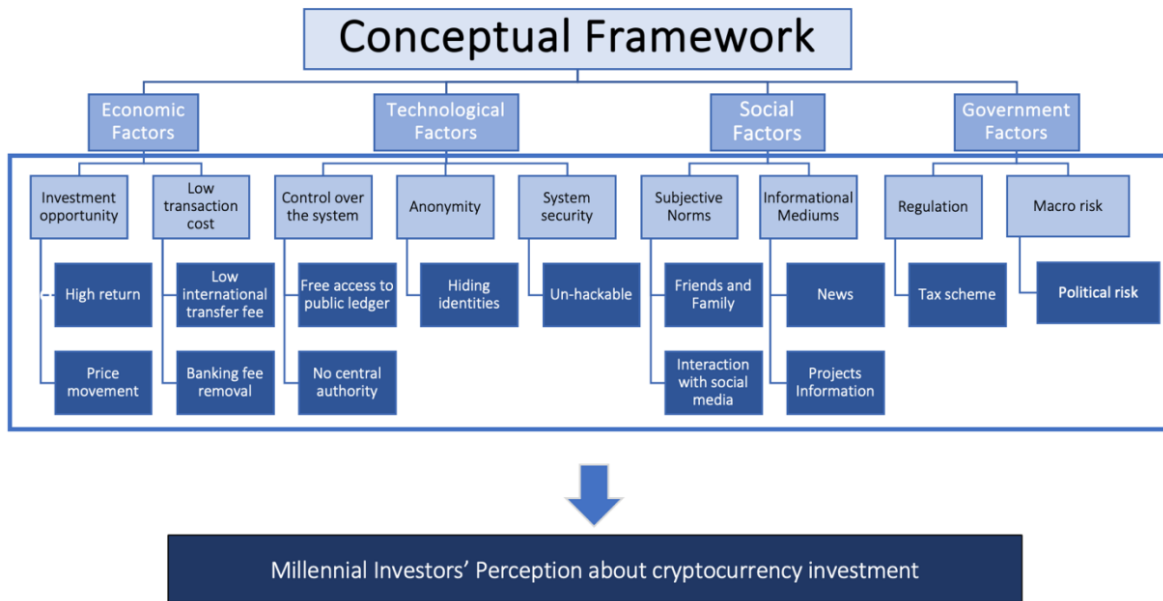 Conceptual Framework
Economic
Factors
Technological
Factors
Social
Factors
Government
Factors
Investment
opportunity
Low
transaction
cost
Control over
the system
Anonymity
System
security
Subjective
Norms
Informational
Mediums
Regulation
Macro risk
High return
Low
international
transfer fee
Free access to
public ledger
Hiding
identities
Un-hackable
Friends and
Family
News
Tax scheme
Political risk
Price
movement
Banking fee
removal
No central
authority
Interaction
with social
media
Projects
Information
Millennial Investors’ Perception about cryptocurrency investment